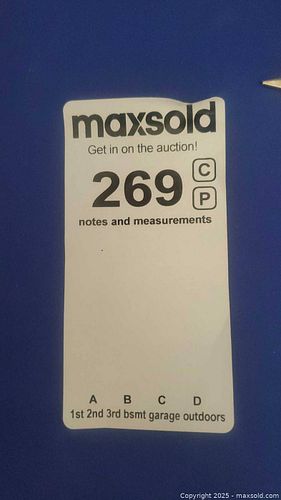 maxsold
Get in on the auction!
269 C
P
notes and measurements
A B C D
1st 2nd 3rd bsmt garage outdoors
Copyright 2025 - maxsold.com